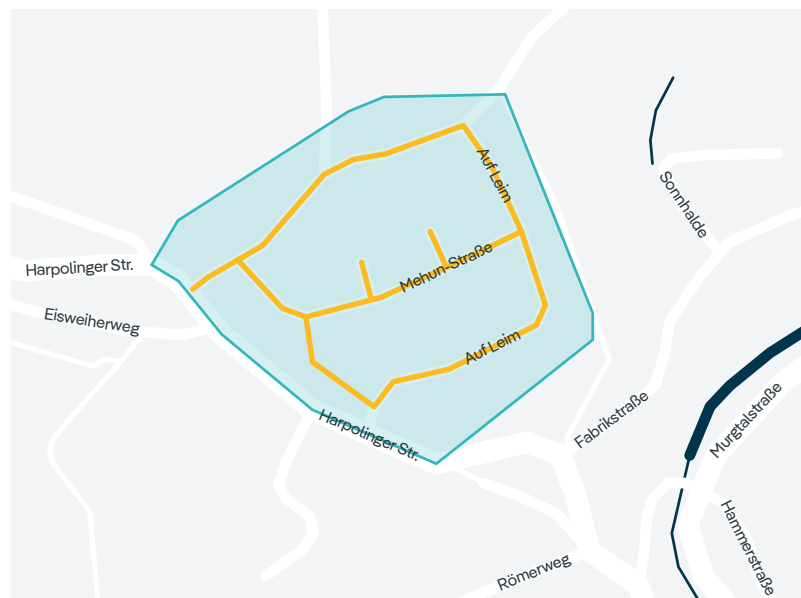 Auf Leim
Sonnhalde
Harpolinger Str.
Mehun-Straße
Eisweiherweg
Auf Leim
Harpolinger Str.
Fabrikstraße
Murgtalstraße
Hammerstraße
Römerweg